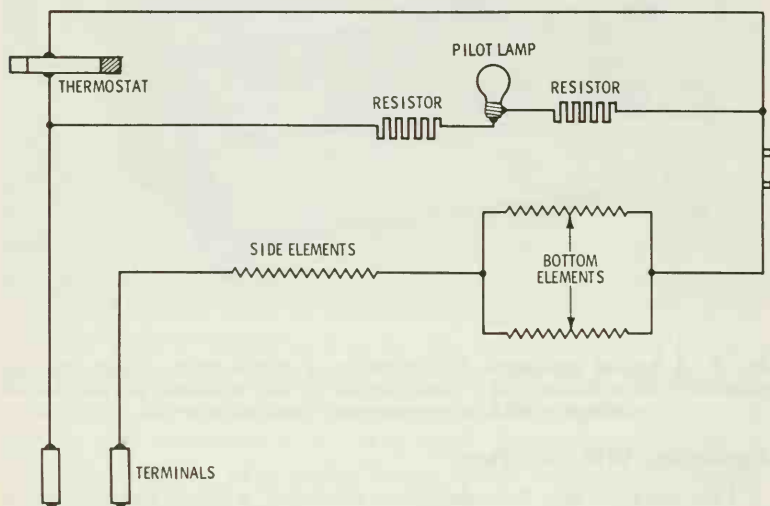 PILOT LAMP
THERMOSTAT
RESISTOR
RESISTOR
SIDE ELEMENTS
BOTTOM
ELEMENTS
TERMINALS